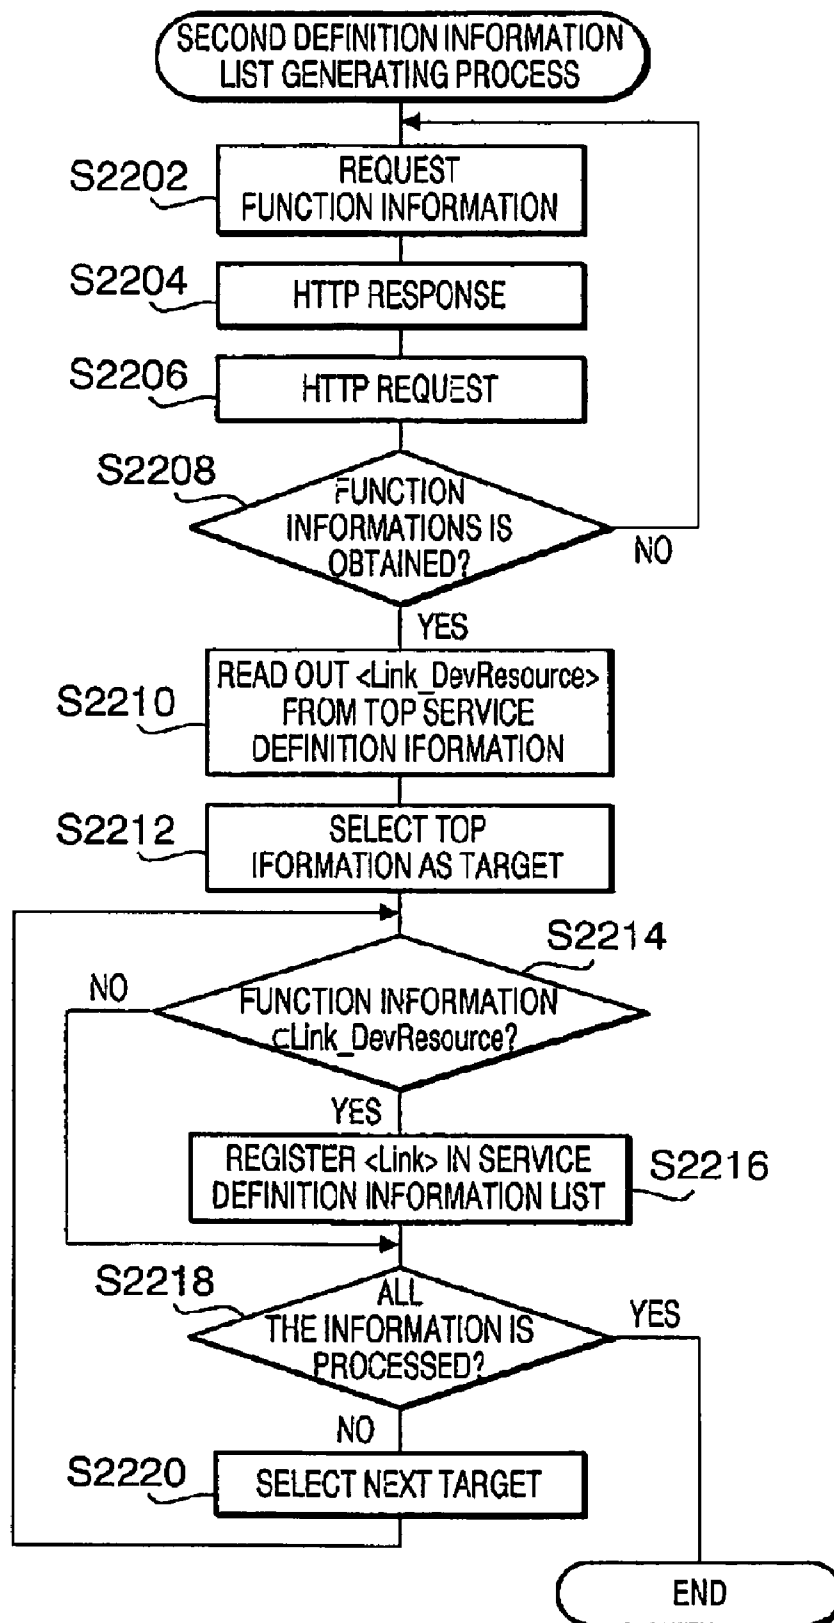 SECOND DEFINITION INFORMATION
LIST GENERATING PROCESS
S2202
REQUEST
FUNCTION INFORMATION
S2204
HTTP RESPONSE
S2206
HTTP REQUEST
S2208
FUNCTION
INFORMATIONS IS
OBTAINED?
NO
YES
S2210
READ OUT <Link_DevResource>
FROM TOP SERVICE
DEFINITION IFORMATION
S2212
SELECT TOP
IFORMATION AS TARGET
S2214
NO
FUNCTION INFORMATION
⊂Link_DevResource?
YES
REGISTER <Link> IN SERVICE
DEFINITION INFORMATION LIST
S2216
S2218
ALL
THE INFORMATION IS
PROCESSED?
YES
NO
S2220
SELECT NEXT TARGET
END